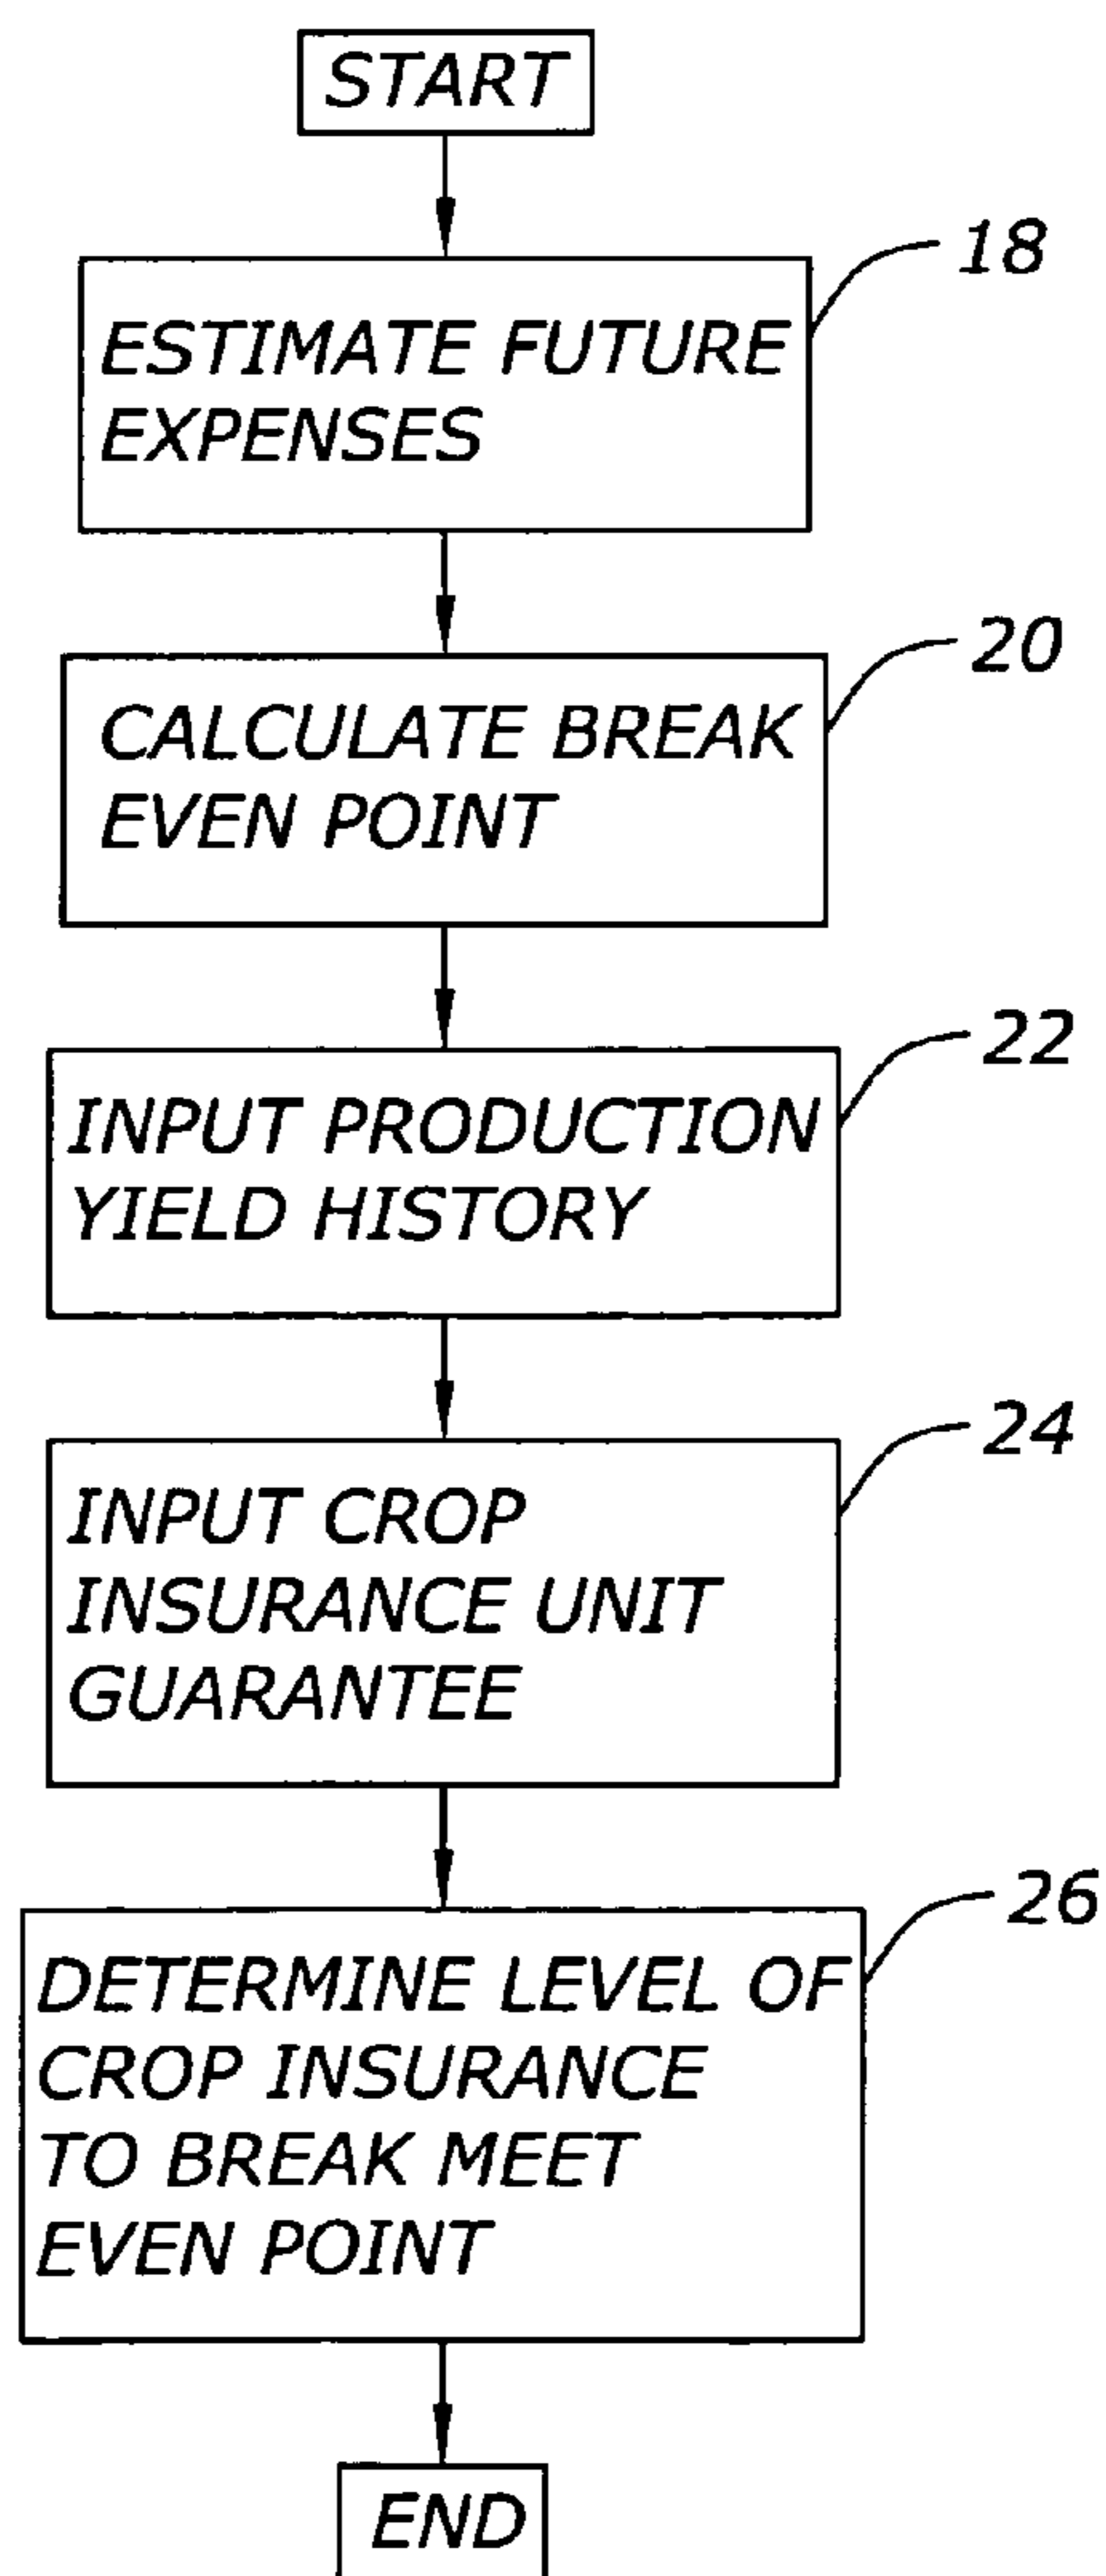 START
18
ESTIMATE FUTURE
EXPENSES
20
CALCULATE BREAK
EVEN POINT
22
INPUT PRODUCTION
YIELD HISTORY
24
INPUT CROP
INSURANCE UNIT
GUARANTEE
26
DETERMINE LEVEL OF
CROP INSURANCE
TO BREAK MEET
EVEN POINT
END